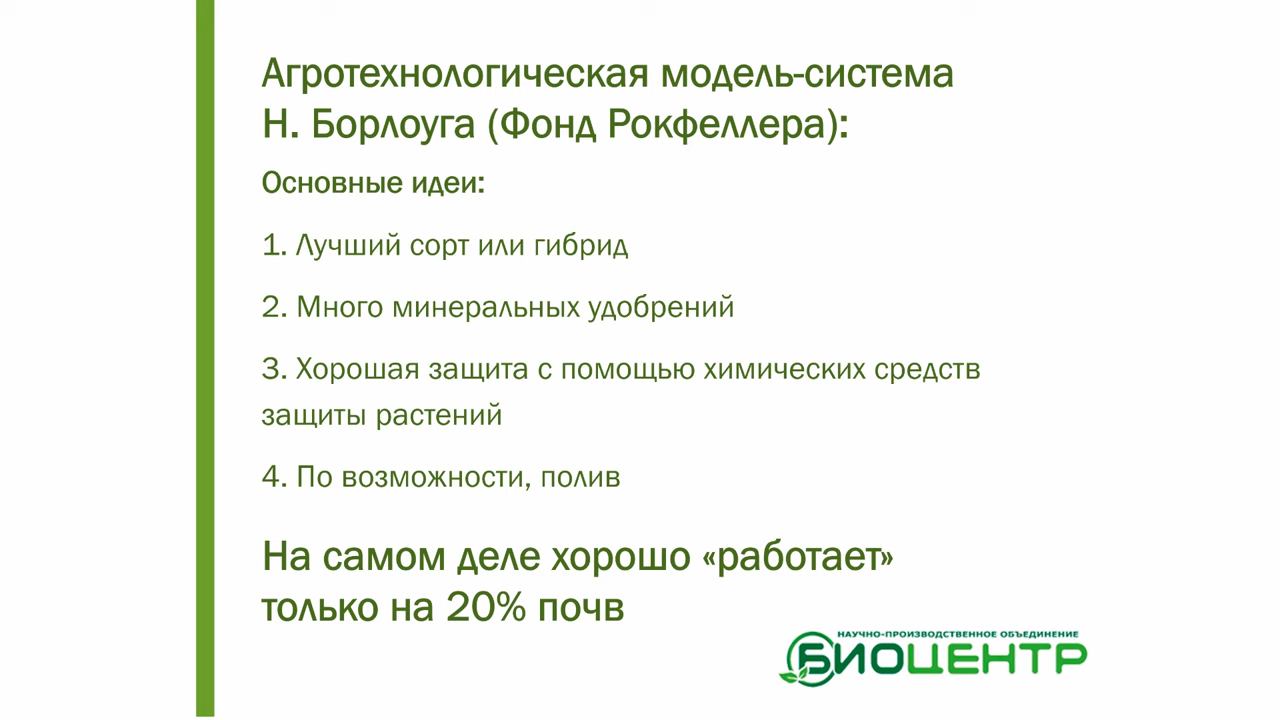 Агротехнологическая модель-система
Н. Борлоуга (Фонд Рокфеллера):
Основные идеи:
1. Лучший сорт или гибрид
2. Много минеральных удобрений
3. Хорошая защита с помощью химических средств
защиты растений
4. По возможности, полив
На самом деле хорошо «работает»
только на 20% почв
НАУЧНО-ПРОИЗВОДСТВЕННОЕ ОБЪЕДИНЕНИЕ
БИОЦЕНТР